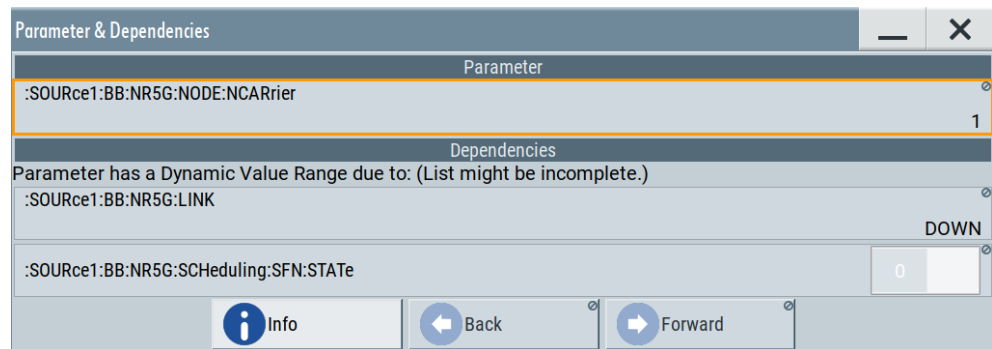 Parameter & Dependencies
Parameter
:SOURce1:BB:NR5G:NODE:NCARrier
1
Dependencies
Parameter has a Dynamic Value Range due to: (List might be incomplete.)
:SOURce1:BB:NR5G:LINK
DOWN
:SOURce1:BB:NR5G:SCHeduling:SFN:STATe
0
Info
Back
Forward